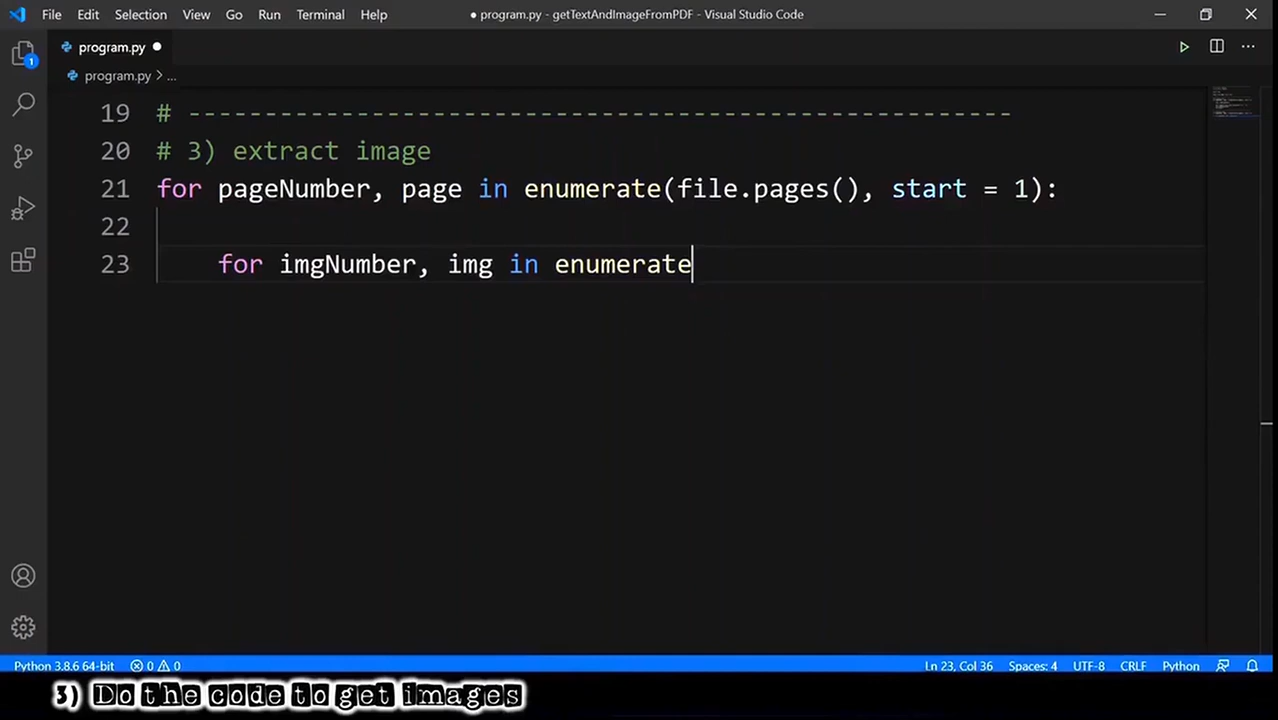 File Edit Selection View Go Run Terminal Help
● program.py - getTextAndImageFromPDF - Visual Studio Code
program.py ●
1
program.py > ...
19 # ------------------------------------------------------
20 # 3) extract image
21 for pageNumber, page in enumerate(file.pages(), start = 1):
22
23 for imgNumber, img in enumerate
Python 3.8.6 64-bit 0 0 Ln 23, Col 36 Spaces: 4 UTF-8 CRLF Python
3) Do the code to get images